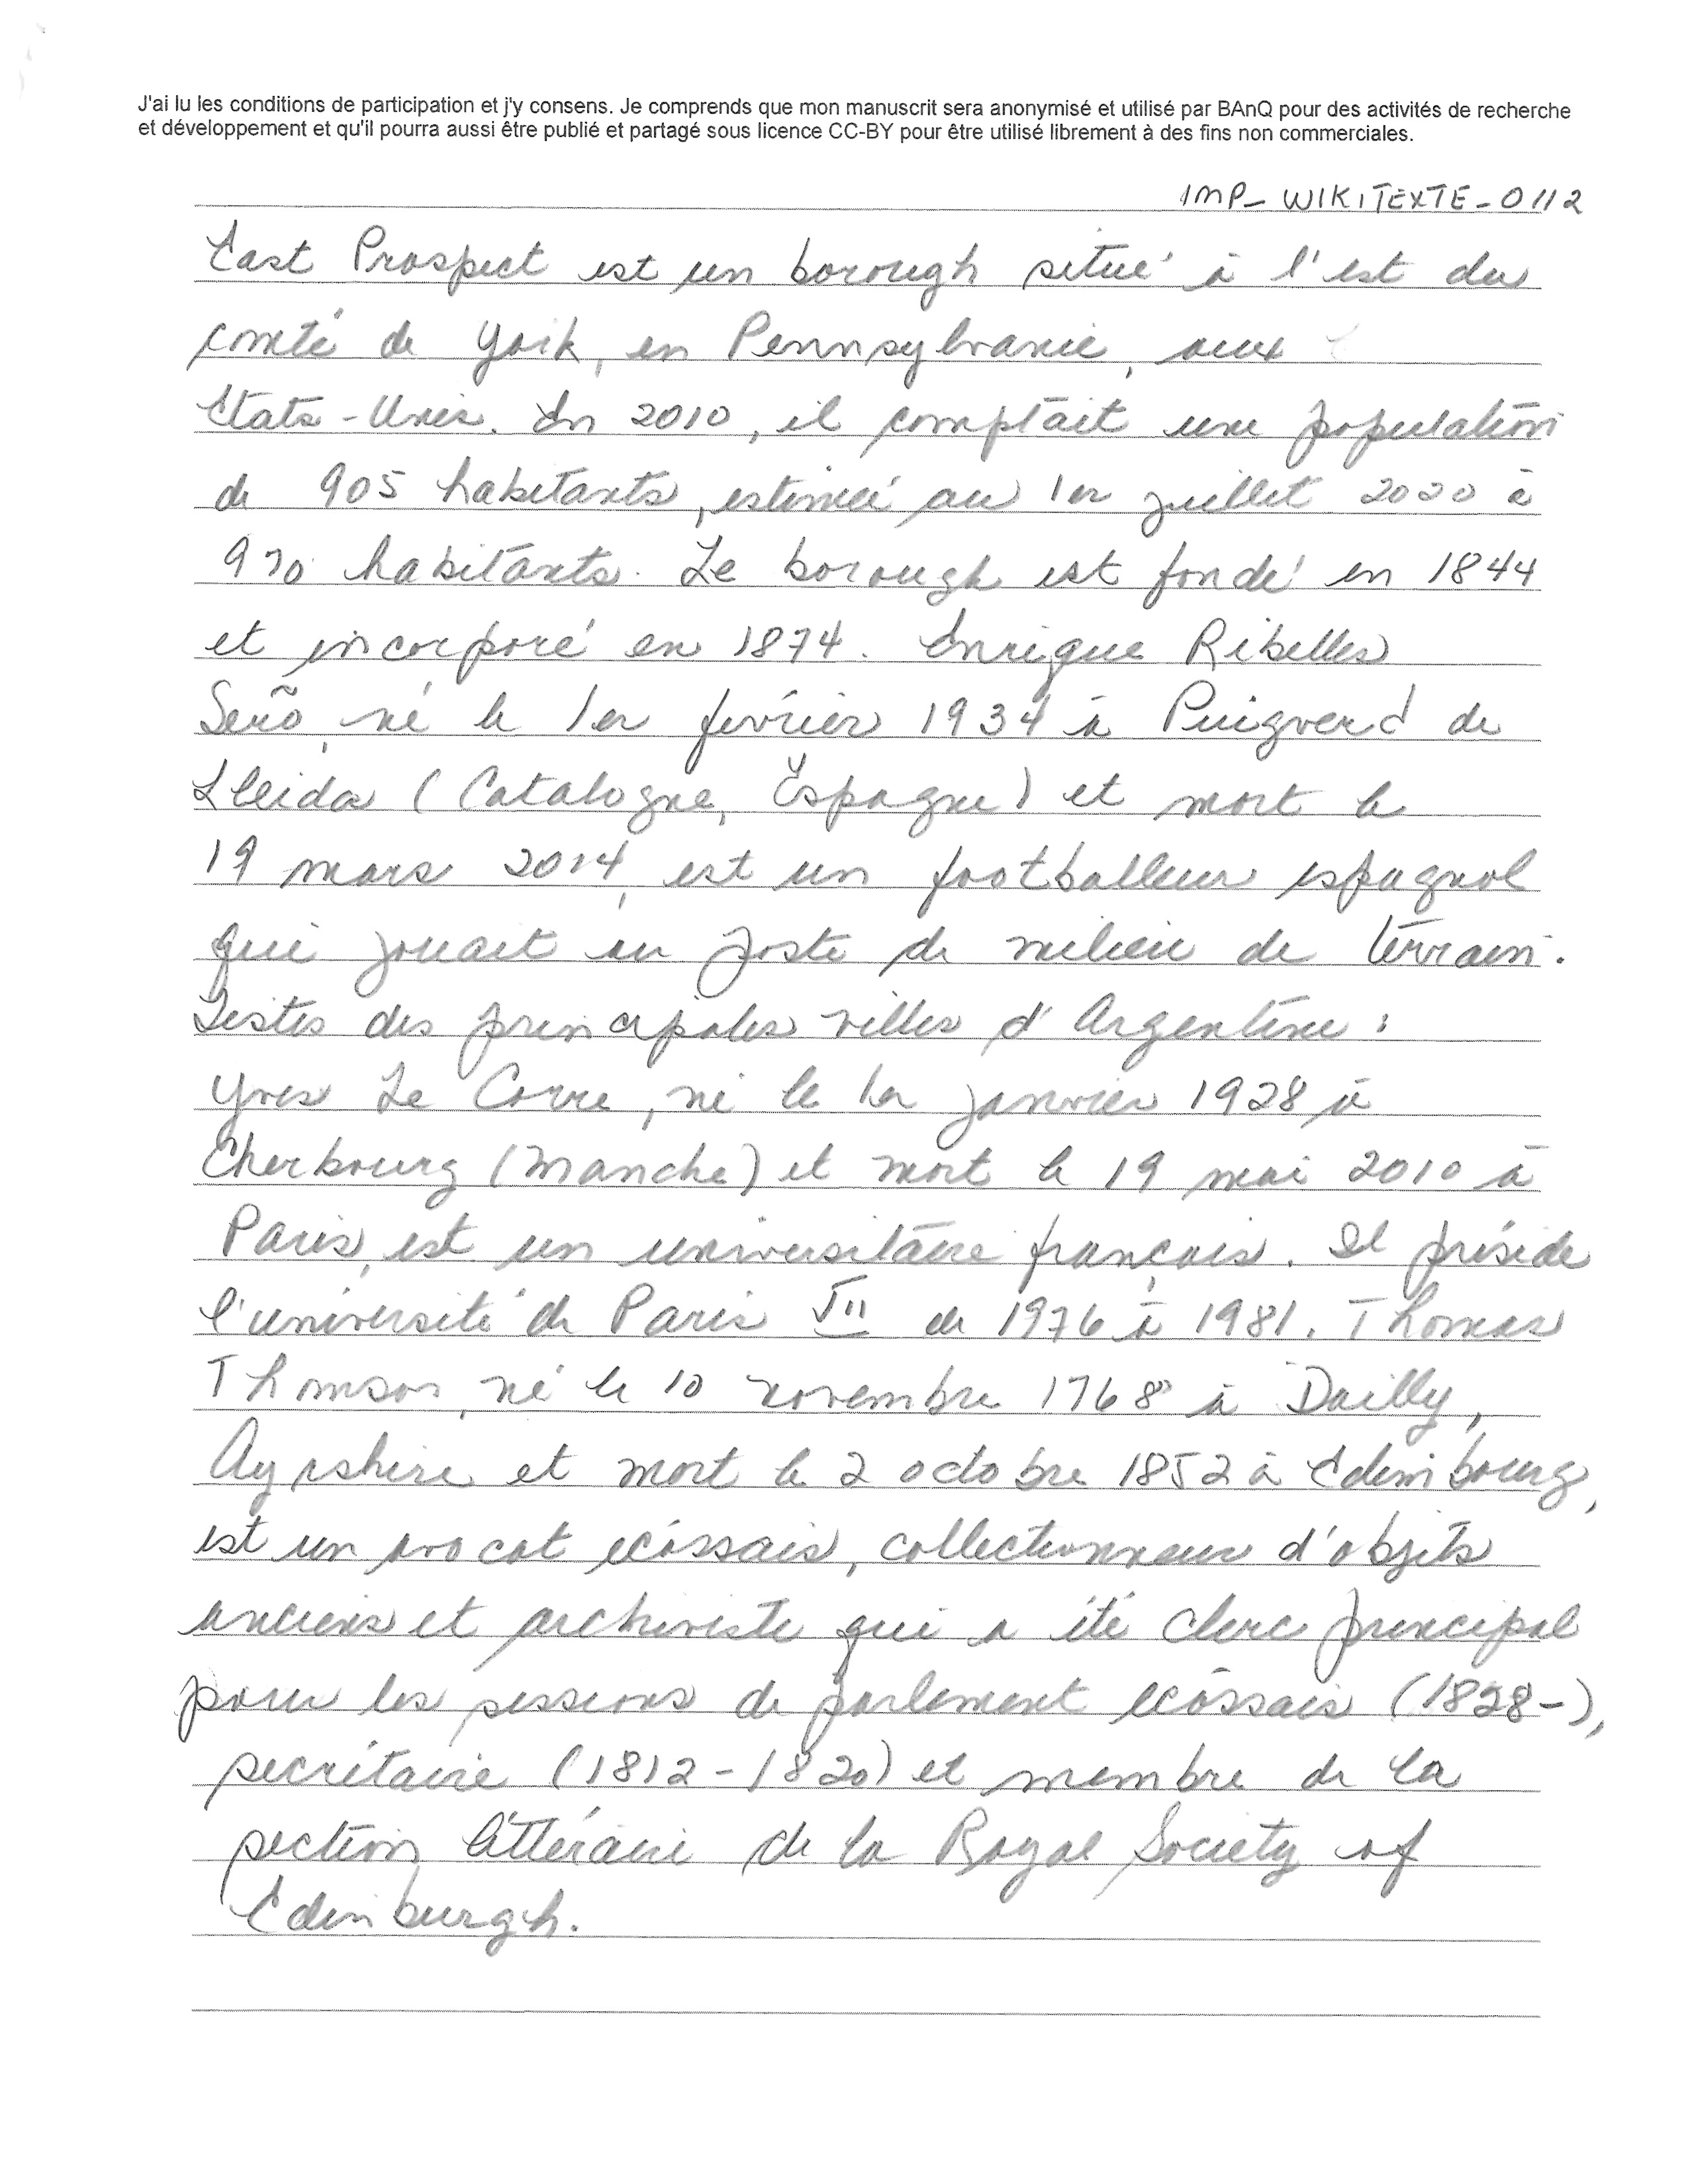 J'ai lu les conditions de participation et j'y consens. Je comprends que mon manuscrit sera anonymisé et utilisé par BAnQ pour des activités de recherche
et développement et qu'il pourra aussi être publié et partagé sous licence CC-BY pour être utilisé librement à des fins non commerciales.
IMP_WIKITEXTE_0112
East Prospect est un borough situé à l'est du
comté de York, en Pennsylvanie, aux
États-Unis. En 2010, il comptait une population
de 905 habitants, estimée au 1er juillet 2020 à
970 habitants. Le borough est fondé en 1844
et incorporé en 1874. Enrique Ribelles
Señó, né le 1er février 1934 à Puigverd de
Lleida (Catalogne, Espagne) et mort le
19 mars 2014, est un footballeur espagnol
qui jouait au poste de milieu de terrain.
Listes des principales villes d'Argentine :
Yves Le Corre, né le 1er janvier 1928 à
Cherbourg (Manche) et mort le 19 mai 2010 à
Paris, est un universitaire français. Il préside
l'université de Paris VII de 1976 à 1981. Thomas
Thomson, né le 10 novembre 1768 à Dailly,
Ayrshire et mort le 2 octobre 1852 à Edimbourg,
est un avocat écossais, collectionneur d'objets
anciens et archiviste qui a été clerc principal
pour les sessions de parlement écossais (1828-),
secrétaire (1812-1820) et membre de la
section littéraire de la Royal Society of
Edinburgh.